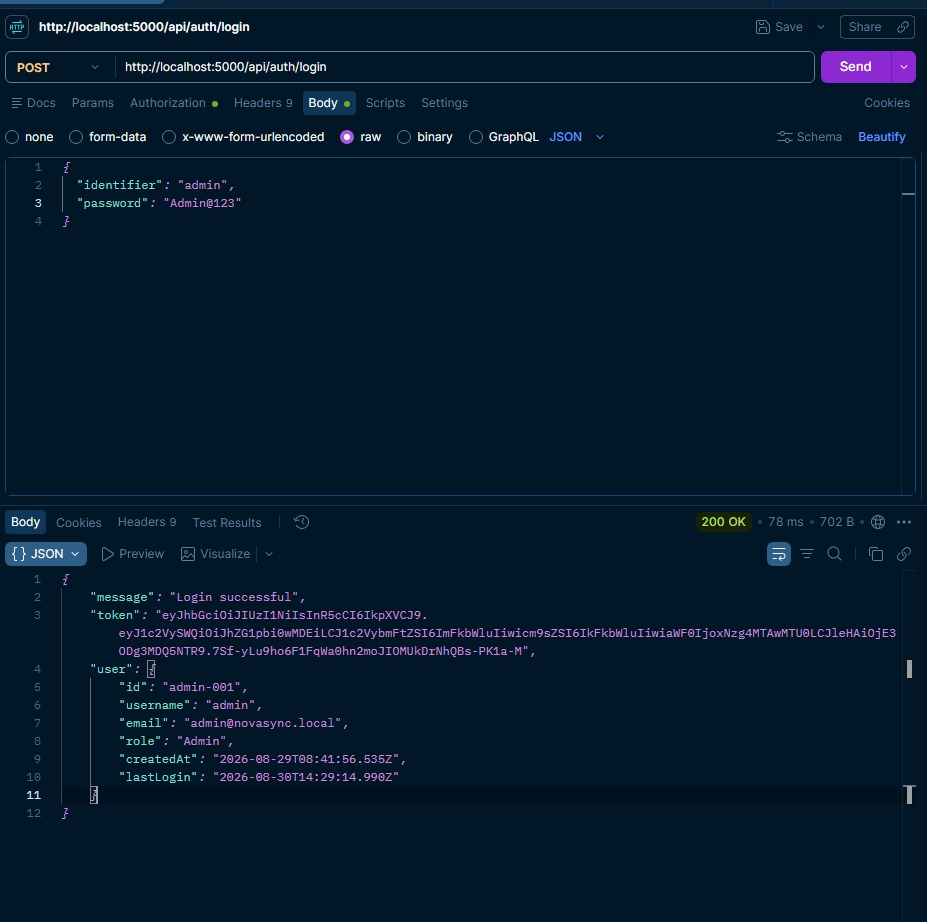 HTTP http://localhost:5000/api/auth/login Save Share
POST http://localhost:5000/api/auth/login Send
Docs Params Authorization Headers 9 Body Scripts Settings Cookies
none form-data x-www-form-urlencoded raw binary GraphQL JSON Schema Beautify
1 {
2 "identifier": "admin",
3 "password": "Admin@123"
4 }
Body Cookies Headers 9 Test Results 200 OK • 78 ms • 702 B •
{} JSON Preview Visualize
1 {
2 "message": "Login successful",
3 "token": "eyJhbGciOiJIUzI1NiIsInR5cCI6IkpXVCJ9.
eyJ1c2VySWQiOiJhZG1pbi0wMDEiLCJ1c2VybmFtZSI6ImFkbWluIiwicm9sZSI6IkFkbWluIiwiaWF0IjoxNzg4MTAwMTU0LCJleHAiOjE3
ODg3MDQ5NTR9.7Sf-yLu9ho6F1FqWa0hn2moJIOMUkDrNhQBs-PK1a-M",
4 "user": {
5 "id": "admin-001",
6 "username": "admin",
7 "email": "admin@novasync.local",
8 "role": "Admin",
9 "createdAt": "2026-08-29T08:41:56.535Z",
10 "lastLogin": "2026-08-30T14:29:14.990Z"
11 }
12 }